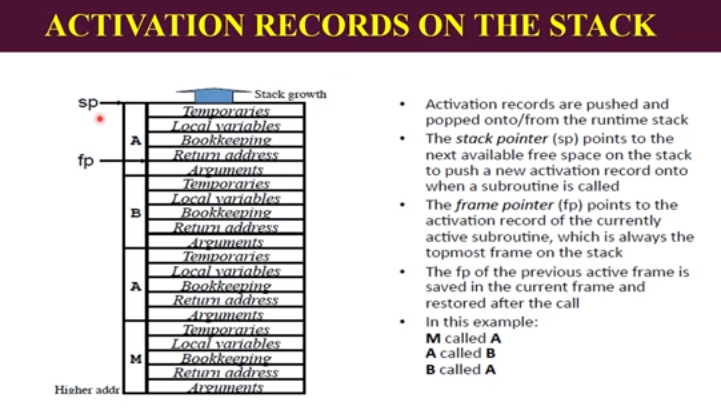 ACTIVATION RECORDS ON THE STACK
Stack growth
sp
Temporaries
Local variables
A
Bookkeeping
fp
Return address
Arguments
Temporaries
Local variables
B
Bookkeeping
Return address
Arguments
Temporaries
Local variables
A
Bookkeeping
Return address
Arguments
Temporaries
Local variables
M
Bookkeeping
Return address
Higher addr
Arguments
• Activation records are pushed and
popped onto/from the runtime stack
• The stack pointer (sp) points to the
next available free space on the stack
to push a new activation record onto
when a subroutine is called
• The frame pointer (fp) points to the
activation record of the currently
active subroutine, which is always the
topmost frame on the stack
• The fp of the previous active frame is
saved in the current frame and
restored after the call
• In this example:
M called A
A called B
B called A